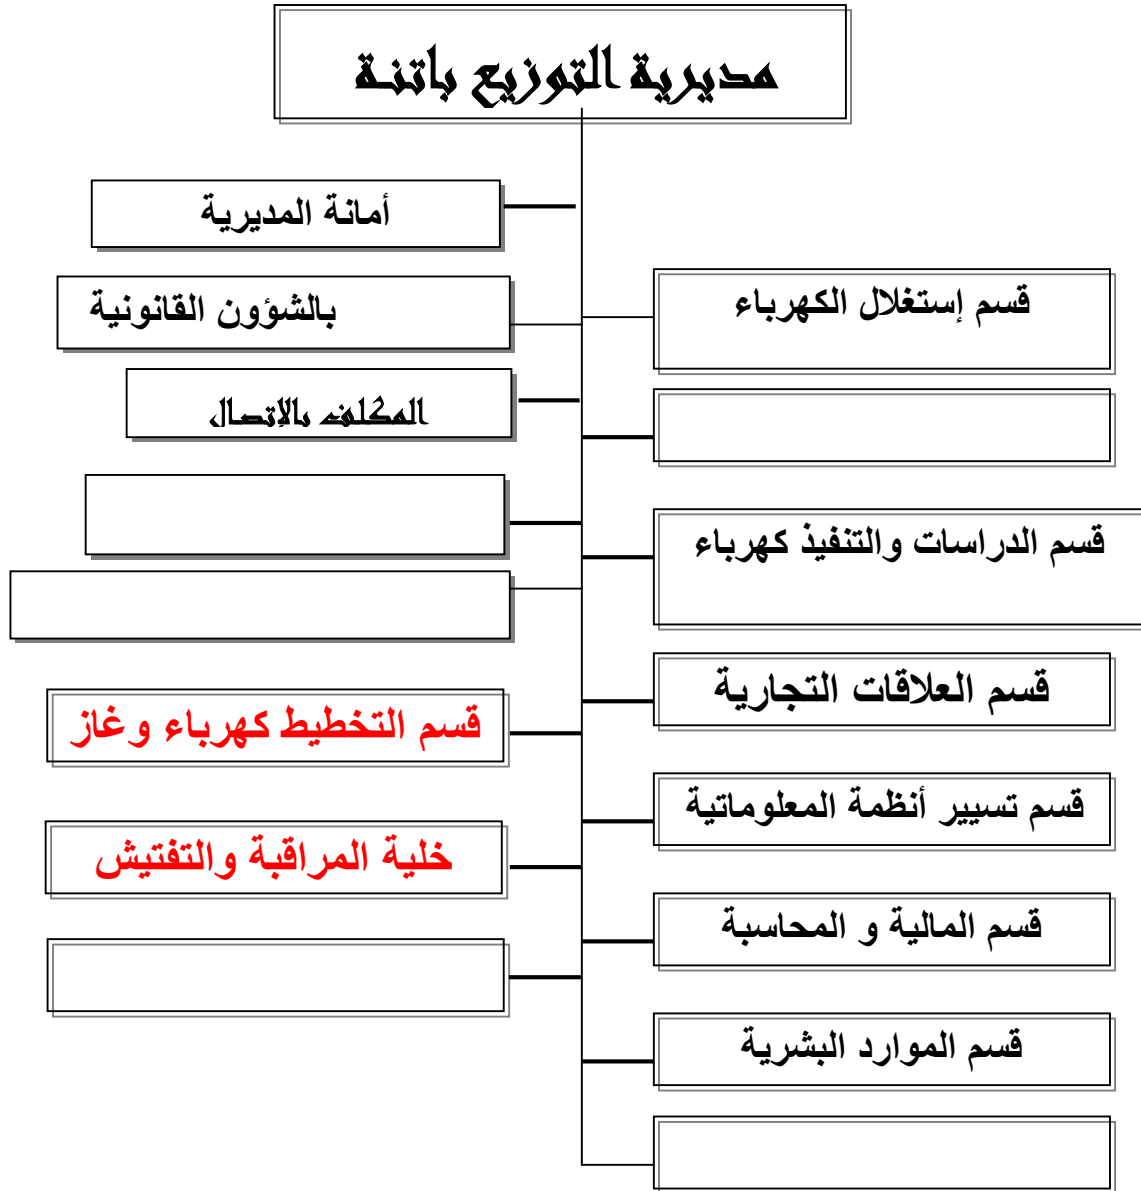 مديرية التوزيع باتنة
أمانة المديرية
قسم إستغلال الكهرباء
بالشؤون القانونية
المكلف بالإتصال
قسم الدراسات والتنفيذ كهرباء
قسم العلاقات التجارية
قسم التخطيط كهرباء وغاز
قسم تسيير أنظمة المعلوماتية
خلية المراقبة والتفتيش
قسم المالية و المحاسبة
قسم الموارد البشرية